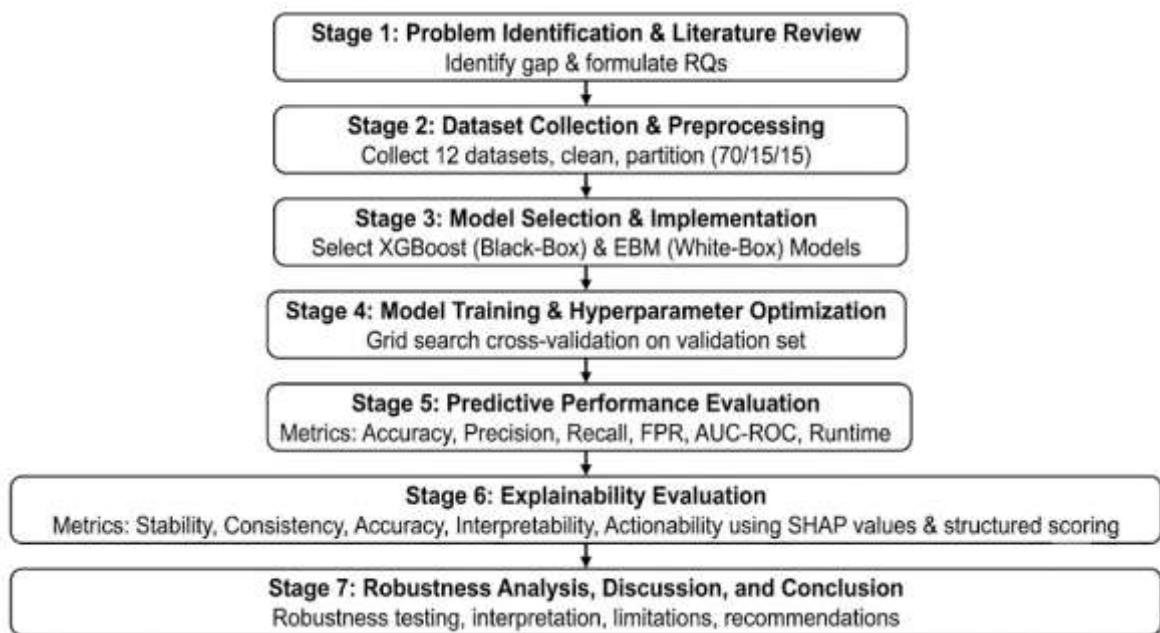 Stage 1: Problem Identification & Literature Review
Identify gap & formulate RQs
Stage 2: Dataset Collection & Preprocessing
Collect 12 datasets, clean, partition (70/15/15)
Stage 3: Model Selection & Implementation
Select XGBoost (Black-Box) & EBM (White-Box) Models
Stage 4: Model Training & Hyperparameter Optimization
Grid search cross-validation on validation set
Stage 5: Predictive Performance Evaluation
Metrics: Accuracy, Precision, Recall, FPR, AUC-ROC, Runtime
Stage 6: Explainability Evaluation
Metrics: Stability, Consistency, Accuracy, Interpretability, Actionability using SHAP values & structured scoring
Stage 7: Robustness Analysis, Discussion, and Conclusion
Robustness testing, interpretation, limitations, recommendations